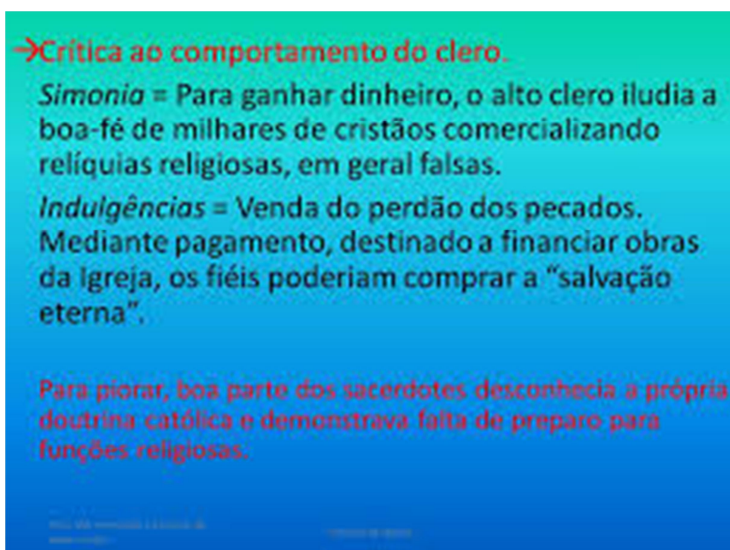 →Crítica ao comportamento do clero.
Simonia = Para ganhar dinheiro, o alto clero iludia a
boa-fé de milhares de cristãos comercializando
relíquias religiosas, em geral falsas.
Indulgências = Venda do perdão dos pecados.
Mediante pagamento, destinado a financiar obras
da Igreja, os fiéis poderiam comprar a “salvação
eterna”.
Para piorar, boa parte dos sacerdotes desconhecia a própria
doutrina católica e demonstrava falta de preparo para
funções religiosas.